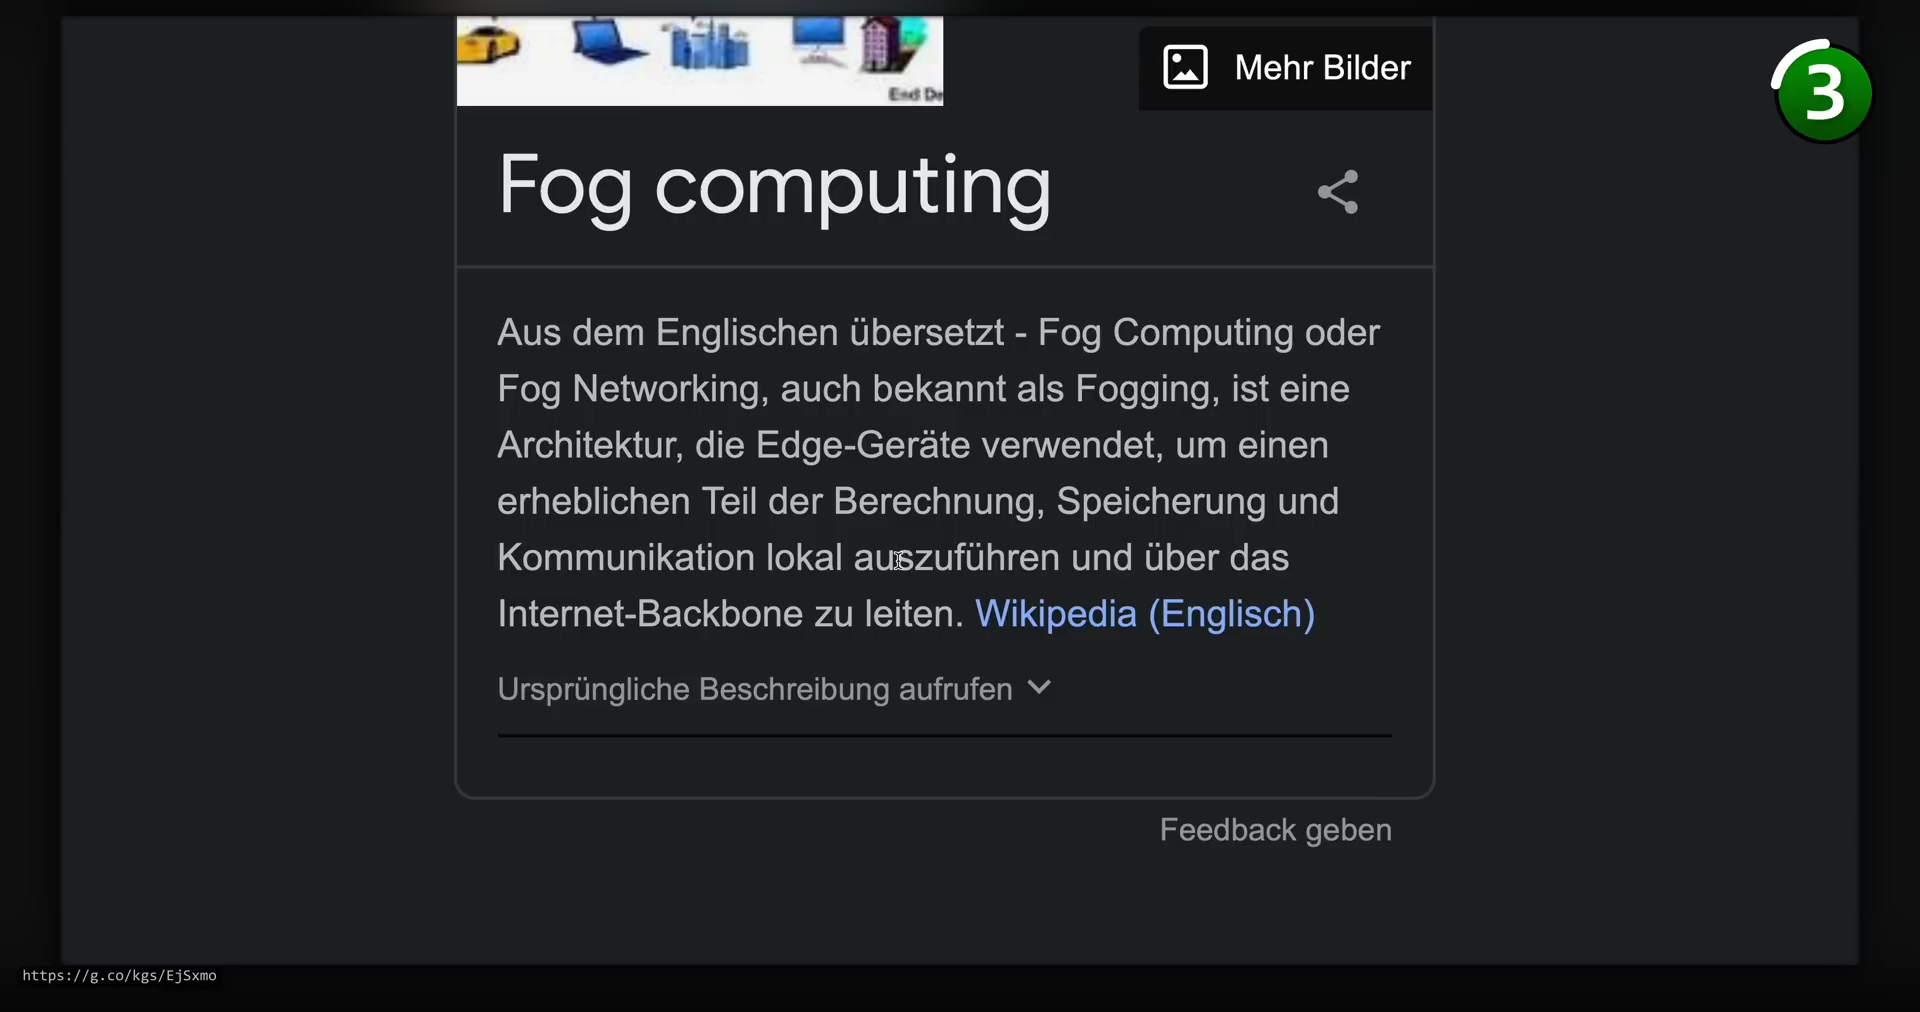 End De
Mehr Bilder
3
Fog computing
Aus dem Englischen übersetzt - Fog Computing oder
Fog Networking, auch bekannt als Fogging, ist eine
Architektur, die Edge-Geräte verwendet, um einen
erheblichen Teil der Berechnung, Speicherung und
Kommunikation lokal auszuführen und über das
Internet-Backbone zu leiten. Wikipedia (Englisch)
Ursprüngliche Beschreibung aufrufen
Feedback geben
https://g.co/kgs/EjSxmo